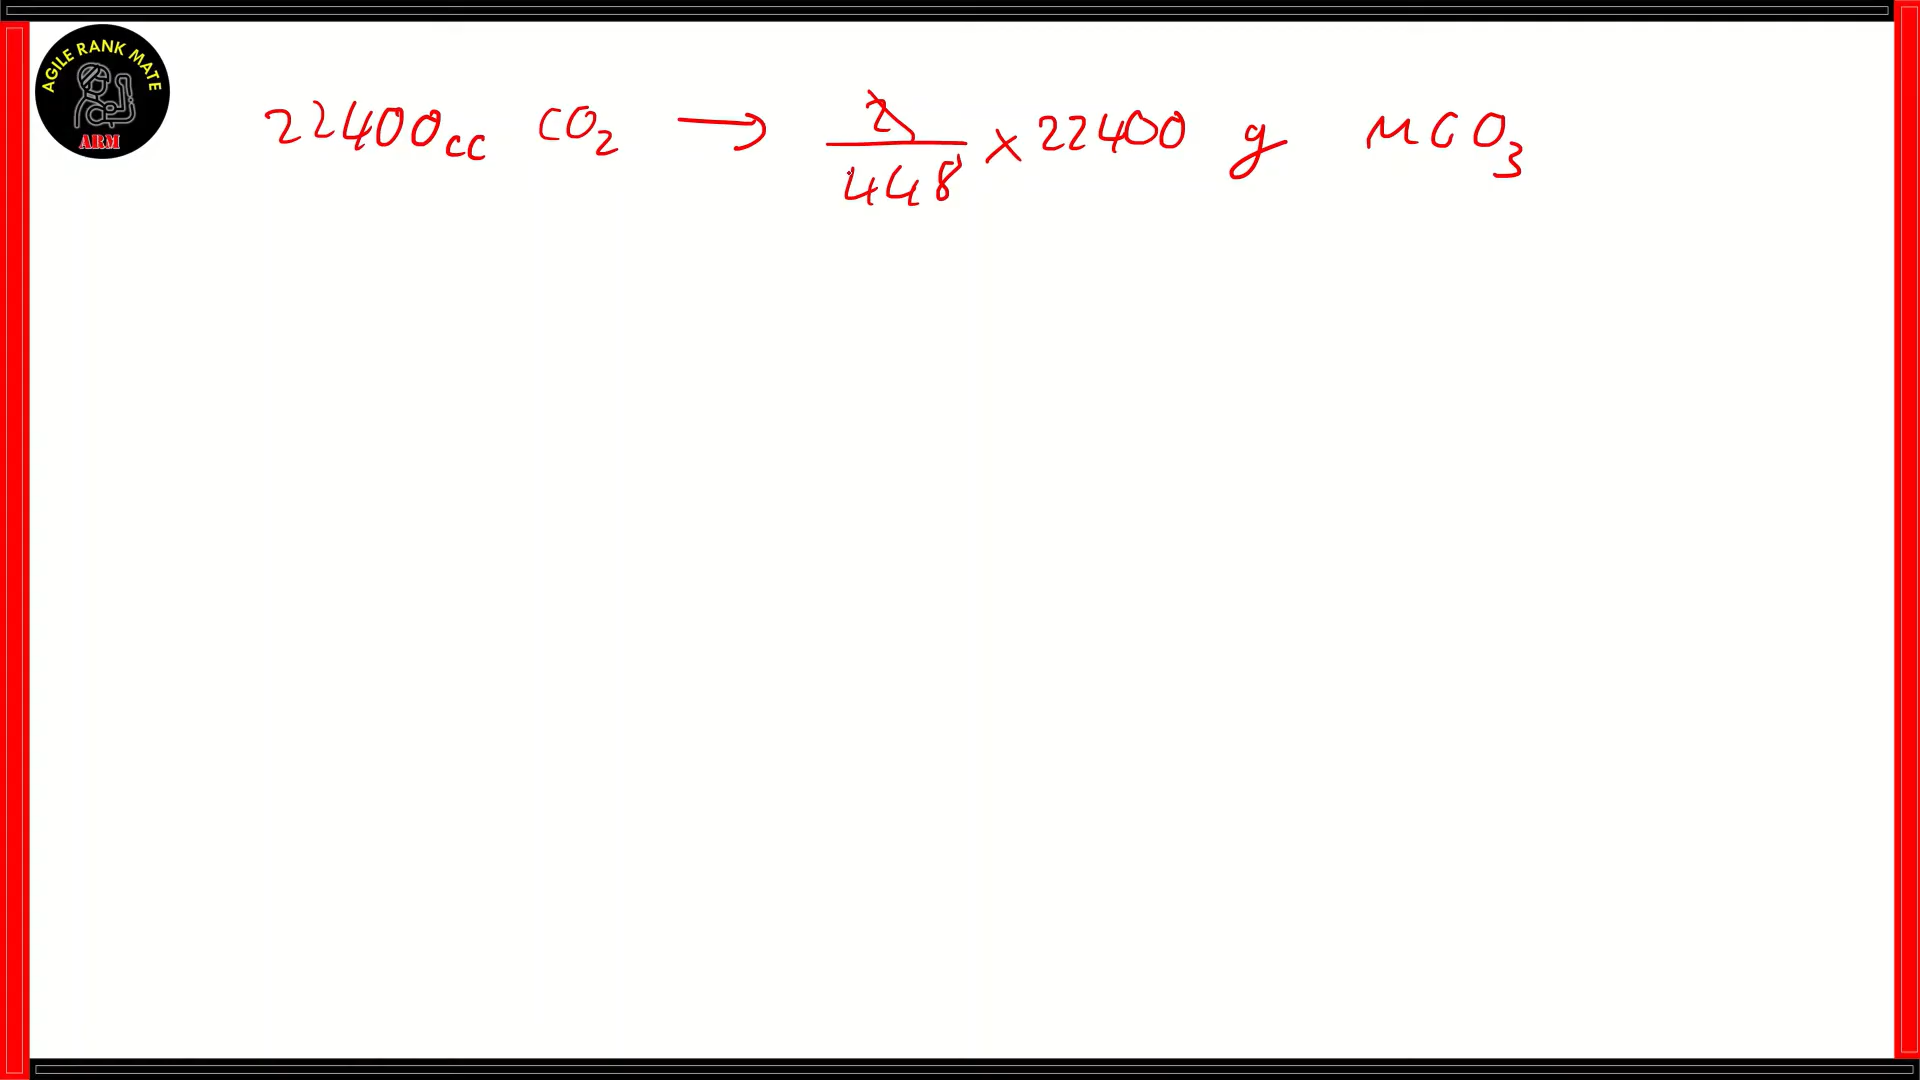 AGILE RANK MATE
ARM
22400cc CO₂ → 2/448 × 22400 g MCO₃